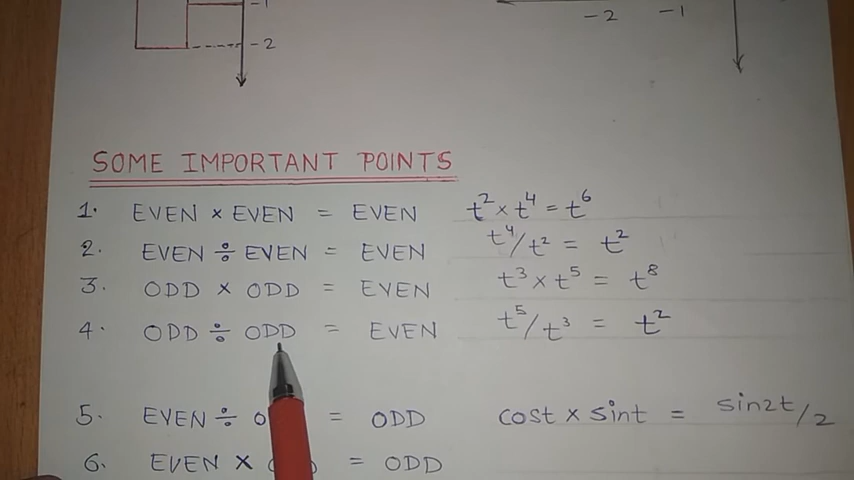 -1
-2
-2 -1
SOME IMPORTANT POINTS
1. EVEN × EVEN = EVEN t²×t⁴=t⁶
2. EVEN ÷ EVEN = EVEN t⁴/t² = t²
3. ODD × ODD = EVEN t³×t⁵ = t⁸
4. ODD ÷ ODD = EVEN t⁵/t³ = t²
5. EVEN ÷ = ODD cost × sint = sin2t/2
6. EVEN × = ODD